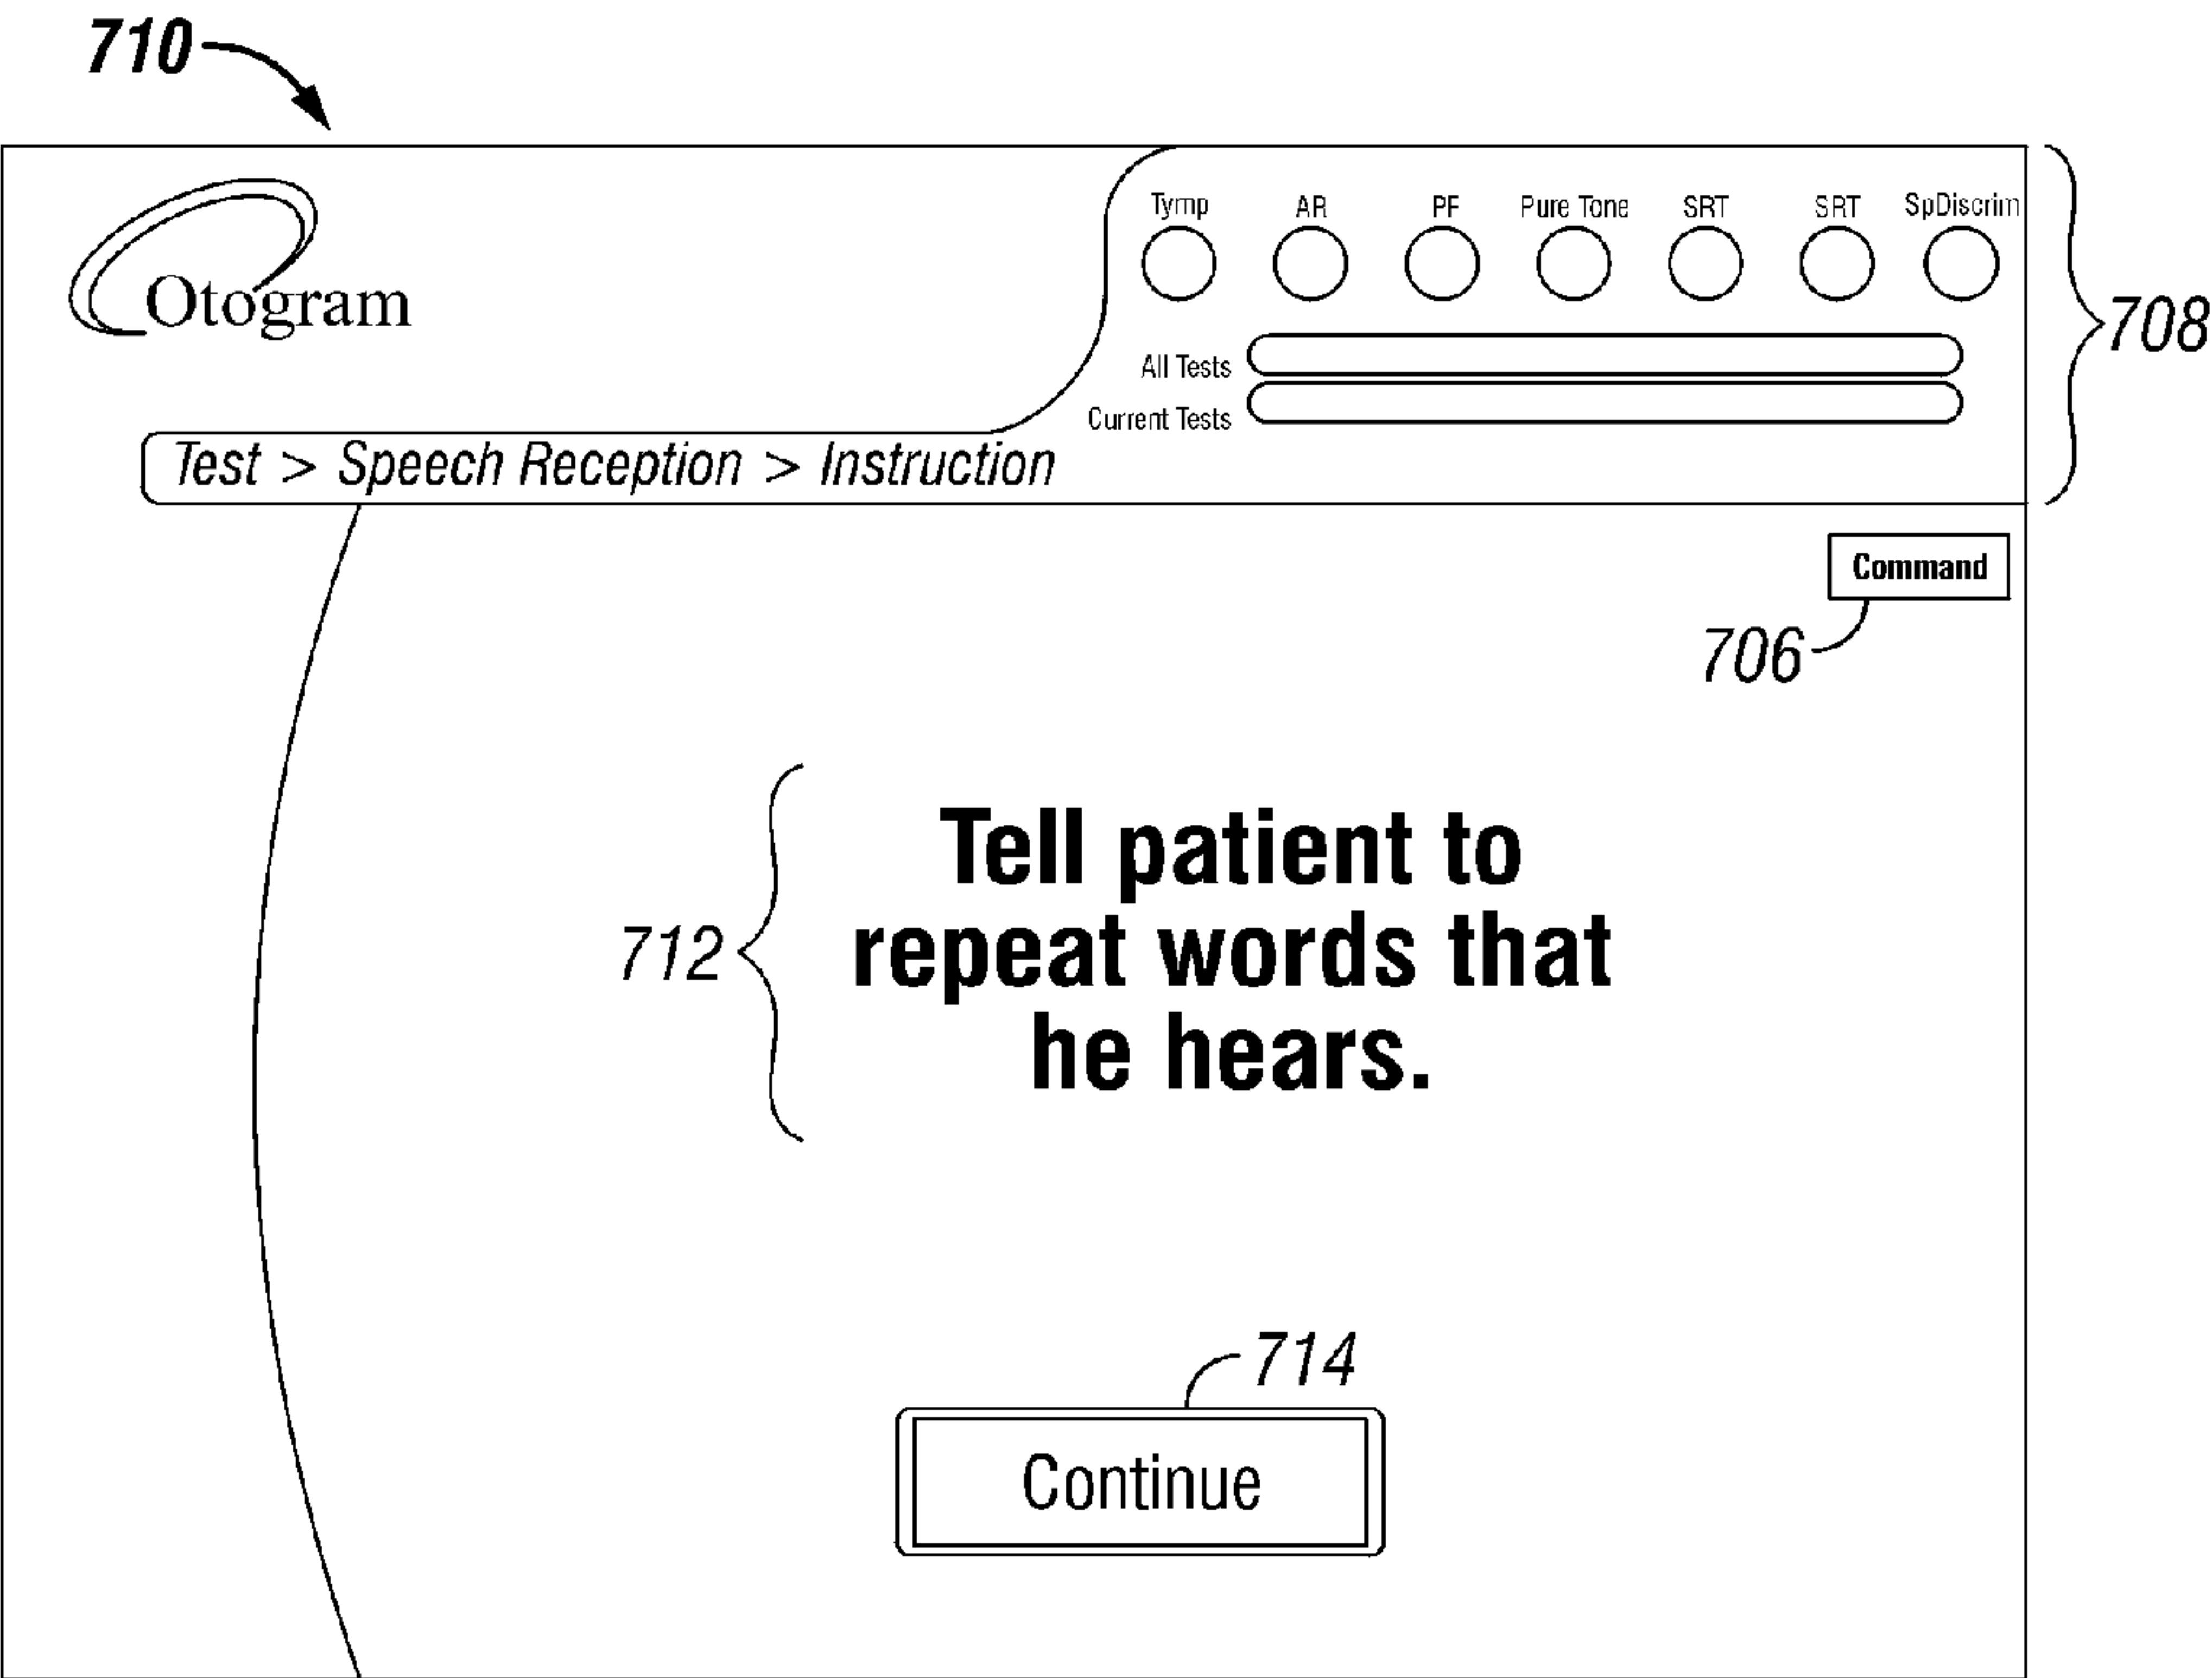 710
Tymp AR PF Pure Tone SRT SRT SpDiscrim
Otogram
708
All Tests
Current Tests
Test > Speech Reception > Instruction
Command
706
Tell patient to
712 repeat words that
he hears.
714
Continue